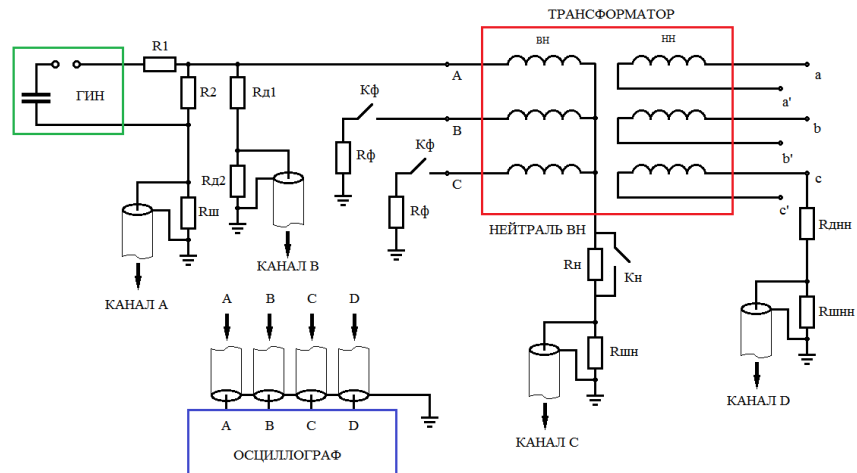 ТРАНСФОРМАТОР
R1
ВН
НН
ГИН
R2
Rд1
А
a
a'
Кф
В
b
Rф
b'
Кф
Rд2
С
c
c'
Rш
Rф
НЕЙТРАЛЬ ВН
Rднн
КАНАЛ В
Rн
Кн
КАНАЛ А
A B C D
Rшнн
Rшн
КАНАЛ D
A B C D
КАНАЛ С
ОСЦИЛЛОГРАФ